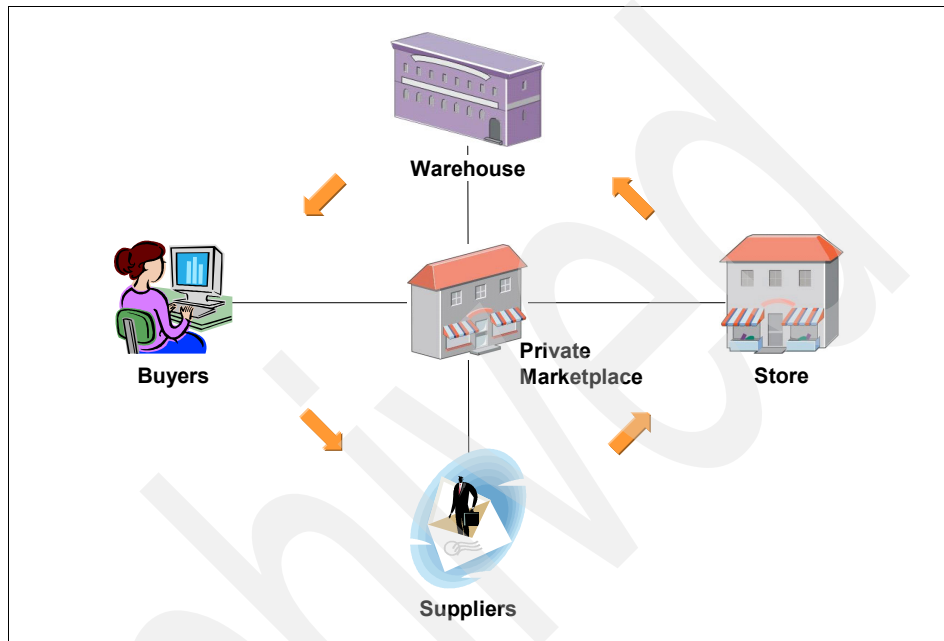 Warehouse
Buyers
Private
Marketplace
Store
Suppliers